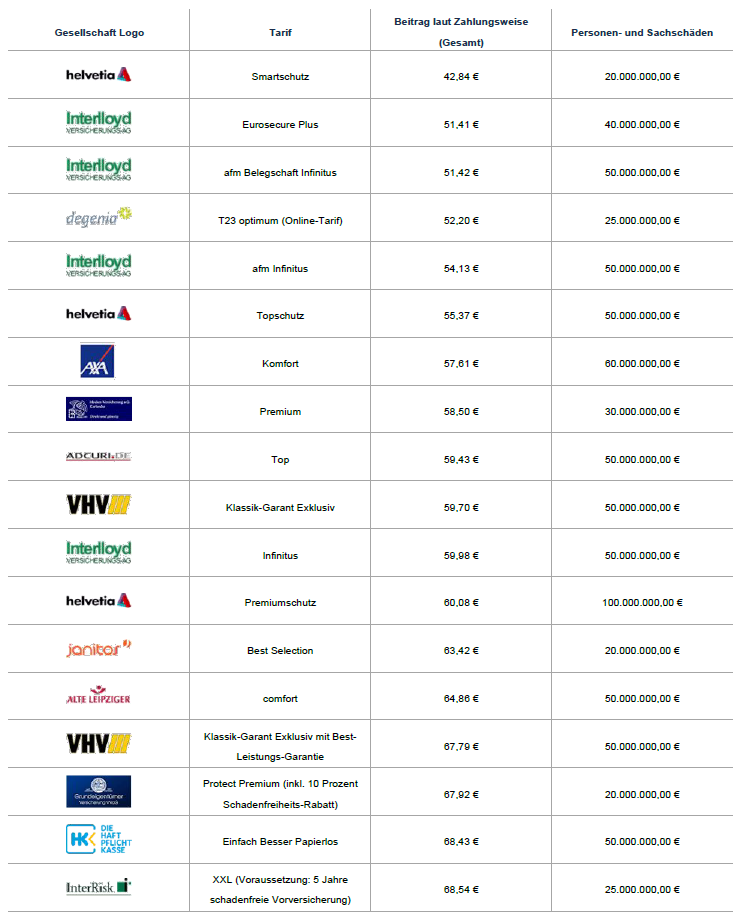 Gesellschaft Logo Tarif Beitrag laut Zahlungsweise (Gesamt) Personen- und Sachschäden
helvetia Smartschutz 42,84 € 20.000.000,00 €
Interlloyd VERSICHERUNGS-AG Eurosecure Plus 51,41 € 40.000.000,00 €
Interlloyd VERSICHERUNGS-AG afm Belegschaft Infinitus 51,42 € 50.000.000,00 €
degenia T23 optimum (Online-Tarif) 52,20 € 25.000.000,00 €
Interlloyd VERSICHERUNGS-AG afm Infinitus 54,13 € 50.000.000,00 €
helvetia Topschutz 55,37 € 50.000.000,00 €
AXA Komfort 57,61 € 60.000.000,00 €
Premium 58,50 € 30.000.000,00 €
ADCURI.DE Top 59,43 € 50.000.000,00 €
VHV Klassik-Garant Exklusiv 59,70 € 50.000.000,00 €
Interlloyd VERSICHERUNGS-AG Infinitus 59,98 € 50.000.000,00 €
helvetia Premiumschutz 60,08 € 100.000.000,00 €
janitos Best Selection 63,42 € 20.000.000,00 €
ALTE LEIPZIGER comfort 64,86 € 50.000.000,00 €
VHV Klassik-Garant Exklusiv mit Best-Leistungs-Garantie 67,79 € 50.000.000,00 €
Grundeigentümer Protect Premium (inkl. 10 Prozent Schadenfreiheits-Rabatt) 67,92 € 20.000.000,00 €
HK DIE HAFT PFLICHT KASSE Einfach Besser Papierlos 68,43 € 50.000.000,00 €
InterRisk XXL (Voraussetzung: 5 Jahre schadenfreie Vorversicherung) 68,54 € 25.000.000,00 €